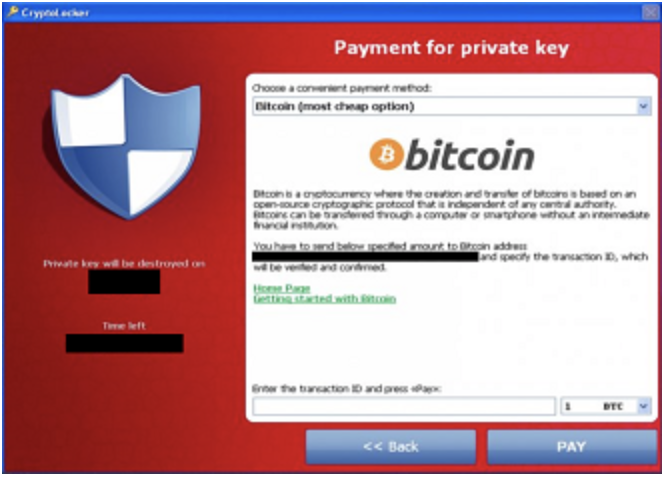 CryptoLocker
Payment for private key
Choose a convenient payment method:
Bitcoin (most cheap option)
bitcoin
Bitcoin is a cryptocurrency where the creation and transfer of bitcoins is based on an
open-source cryptographic protocol that is independent of any central authority.
Bitcoins can be transferred through a computer or smartphone without an intermediate
financial institution.
You have to send below specified amount to Bitcoin address
and specify the transaction ID, which
will be verified and confirmed.
Home Page
Getting started with Bitcoin
Private key will be destroyed on
Time left
Enter the transaction ID and press «Pay»:
1 BTC
<< Back
PAY